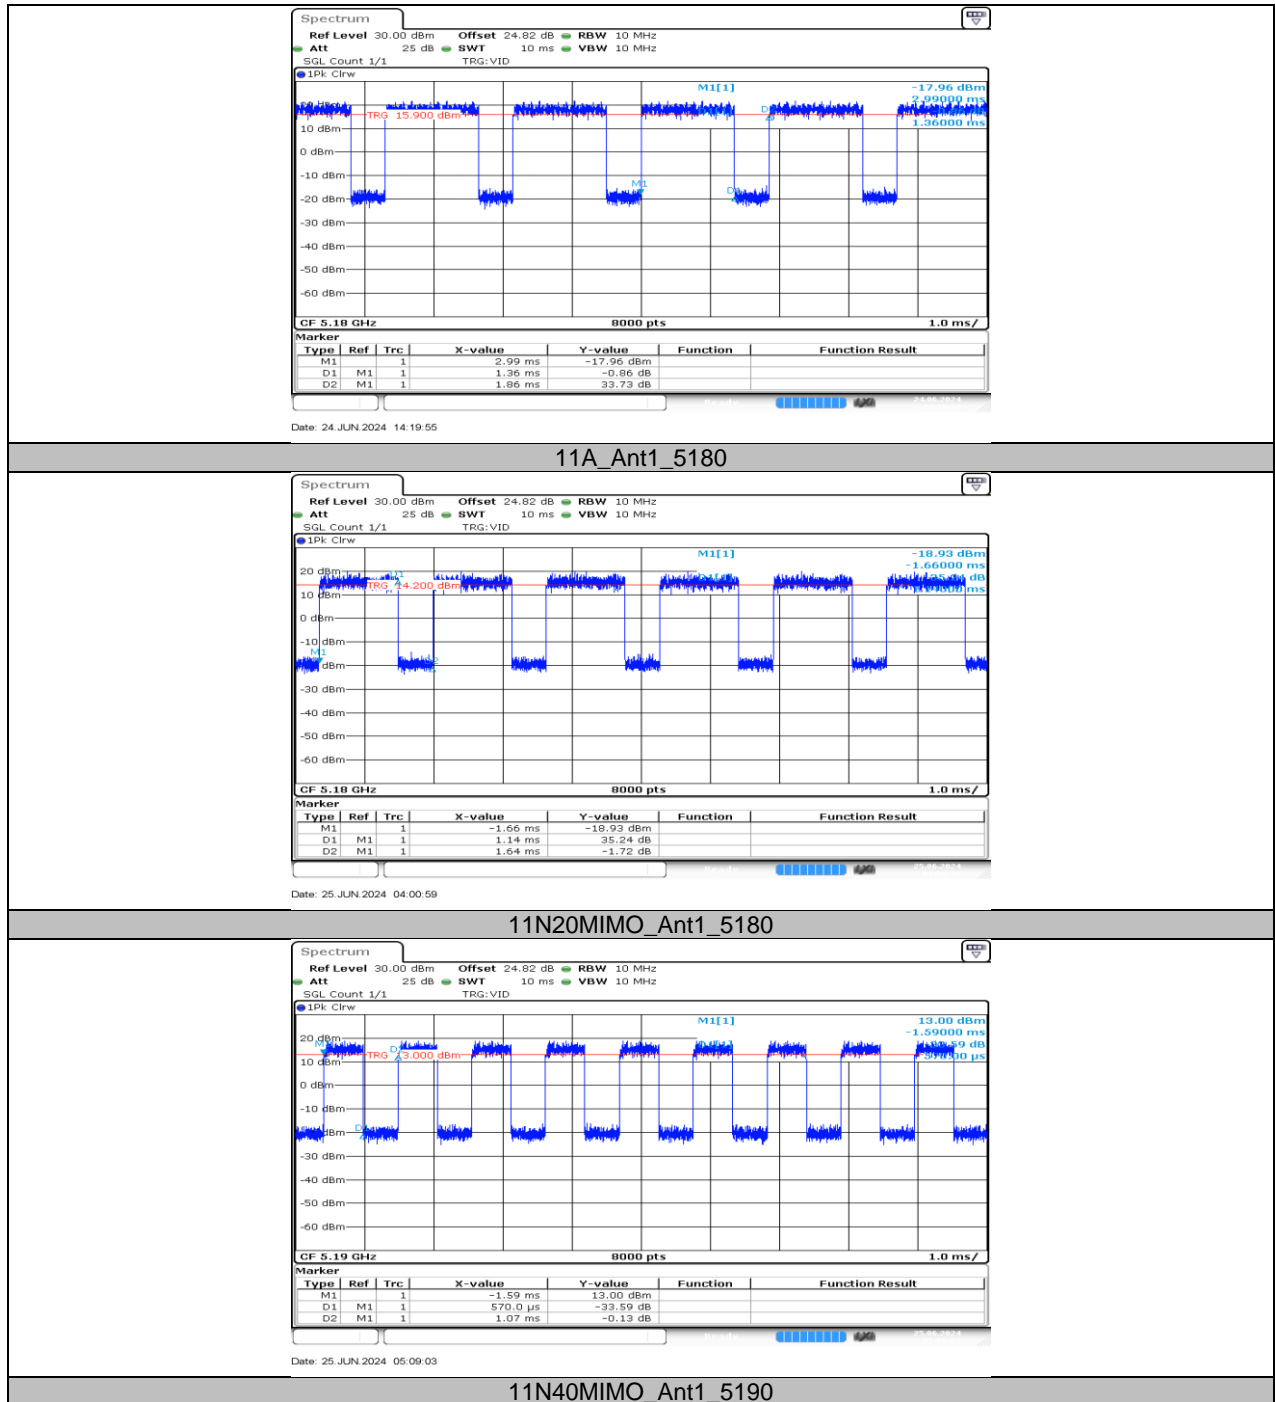 Spectrum
Ref Level 30.00 dBm Offset 24.82 dB RBW 10 MHz
Att 25 dB SWT 10 ms VBW 10 MHz
SGL Count 1/1 TRG:VID
1Pk Clrw
M1[1] -17.96 dBm
2.99000 ms
TRG 15.900 dBm
1.36000 ms
10 dBm
0 dBm
-10 dBm
M1
-20 dBm
-30 dBm
-40 dBm
-50 dBm
-60 dBm
CF 5.18 GHz 8000 pts 1.0 ms/
Marker
Type Ref Trc X-value Y-value Function Function Result
M1 1 2.99 ms -17.96 dBm
D1 M1 1 1.36 ms -0.86 dB
D2 M1 1 1.86 ms 33.73 dB
Date: 24.JUN.2024 14:19:55
11A_Ant1_5180
Spectrum
Ref Level 30.00 dBm Offset 24.82 dB RBW 10 MHz
Att 25 dB SWT 10 ms VBW 10 MHz
SGL Count 1/1 TRG:VID
1Pk Clrw
M1[1] -18.93 dBm
-1.66000 ms
20 dBm
TRG 14.200 dBm
10 dBm
0 dBm
-10 dBm
M1
-30 dBm
-40 dBm
-50 dBm
-60 dBm
CF 5.18 GHz 8000 pts 1.0 ms/
Marker
Type Ref Trc X-value Y-value Function Function Result
M1 1 -1.66 ms -18.93 dBm
D1 M1 1 1.14 ms 35.24 dB
D2 M1 1 1.64 ms -1.72 dB
Date: 25.JUN.2024 04:00:59
11N20MIMO_Ant1_5180
Spectrum
Ref Level 30.00 dBm Offset 24.82 dB RBW 10 MHz
Att 25 dB SWT 10 ms VBW 10 MHz
SGL Count 1/1 TRG:VID
1Pk Clrw
M1[1] 13.00 dBm
-1.59000 ms
20 dBm
TRG 13.000 dBm
10 dBm
0 dBm
-10 dBm
-30 dBm
-40 dBm
-50 dBm
-60 dBm
CF 5.19 GHz 8000 pts 1.0 ms/
Marker
Type Ref Trc X-value Y-value Function Function Result
M1 1 -1.59 ms 13.00 dBm
D1 M1 1 570.0 µs -33.59 dB
D2 M1 1 1.07 ms -0.13 dB
Date: 25.JUN.2024 05:09:03
11N40MIMO_Ant1_5190